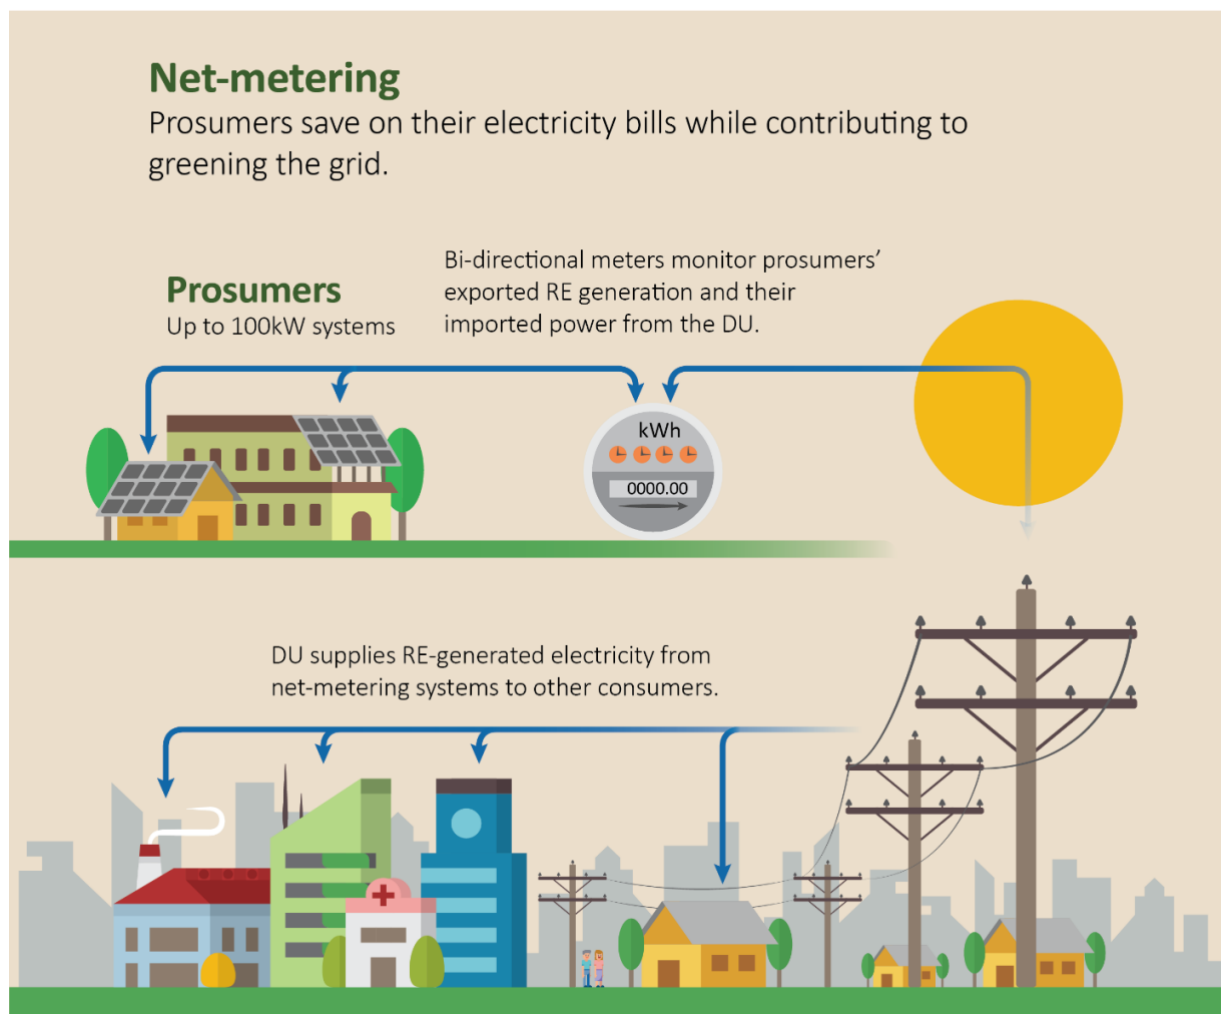 Net-metering
Prosumers save on their electricity bills while contributing to
greening the grid.
Prosumers
Up to 100kW systems
Bi-directional meters monitor prosumers’
exported RE generation and their
imported power from the DU.
kWh
0000.00
DU supplies RE-generated electricity from
net-metering systems to other consumers.